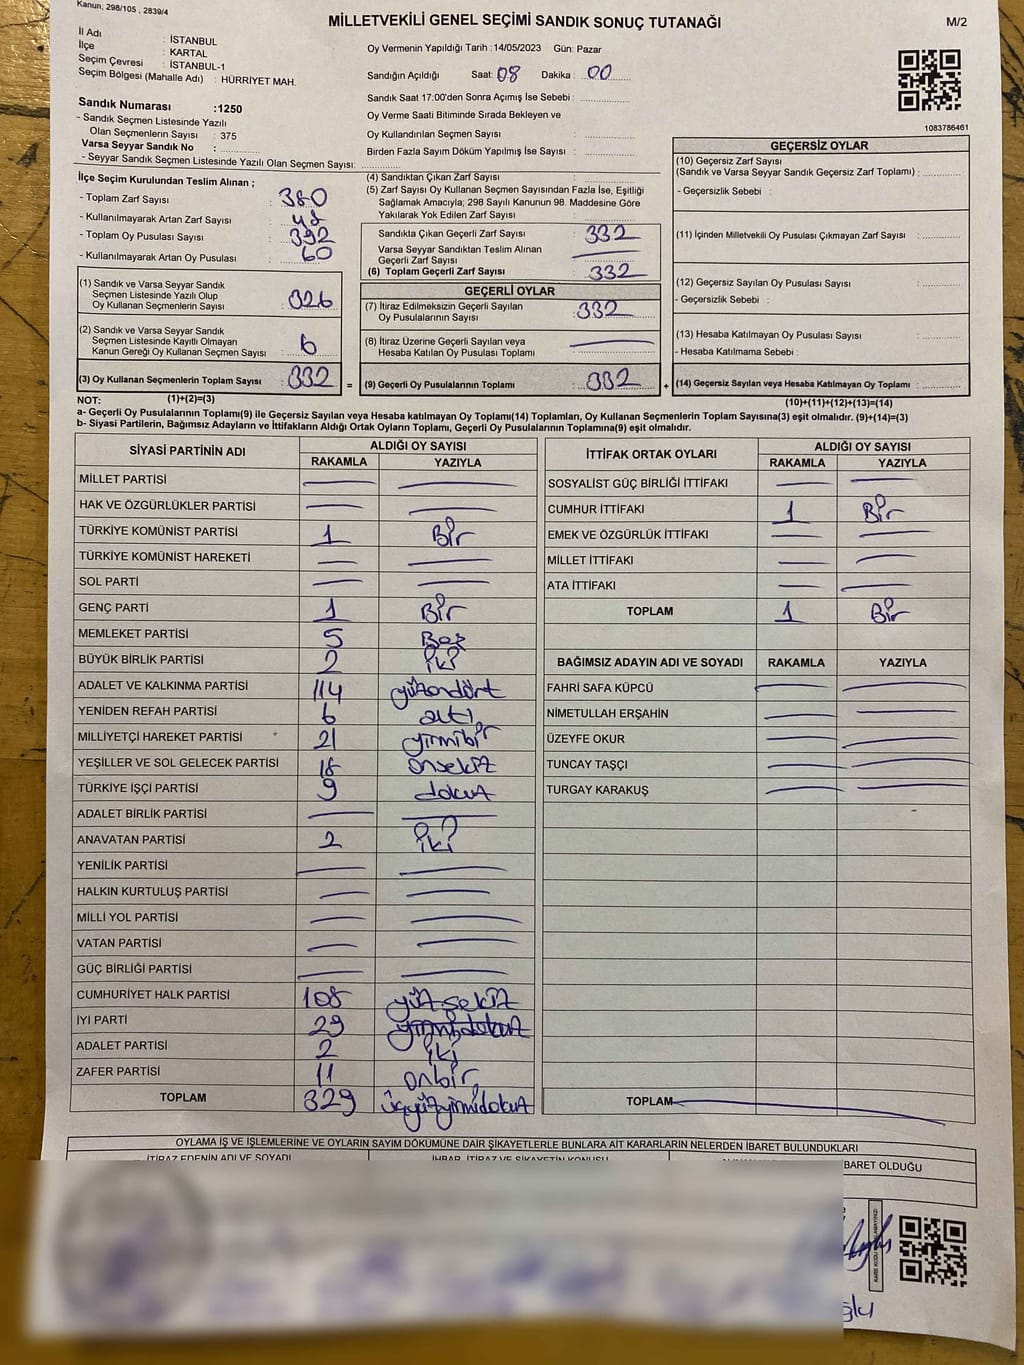 Kanun; 298/105 , 2839/4
MİLLETVEKİLİ GENEL SEÇİMİ SANDIK SONUÇ TUTANAĞI
M/2
İl Adı : İSTANBUL
İlçe : KARTAL
Seçim Çevresi : İSTANBUL-1
Seçim Bölgesi (Mahalle Adı) : HÜRRİYET MAH.
Oy Vermenin Yapıldığı Tarih :14/05/2023 Gün: Pazar
Sandığın Açıldığı Saat: 08 Dakika : 00
Sandık Saat 17:00'den Sonra Açımış İse Sebebi :
Oy Verme Saati Bitiminde Sırada Bekleyen ve
Oy Kullandırılan Seçmen Sayısı :
Birden Fazla Sayım Döküm Yapılmış İse Sayısı :
1083786461
Sandık Numarası :1250
- Sandık Seçmen Listesinde Yazılı
Olan Seçmenlerin Sayısı : 375
Varsa Seyyar Sandık No :
- Seyyar Sandık Seçmen Listesinde Yazılı Olan Seçmen Sayısı:
İlçe Seçim Kurulundan Teslim Alınan ;
- Toplam Zarf Sayısı : 380
- Kullanılmayarak Artan Zarf Sayısı : 48
- Toplam Oy Pusulası Sayısı : 392
- Kullanılmayarak Artan Oy Pusulası : 60
(1) Sandık ve Varsa Seyyar Sandık
Seçmen Listesinde Yazılı Olup
Oy Kullanan Seçmenlerin Sayısı : 326
(2) Sandık ve Varsa Seyyar Sandık
Seçmen Listesinde Kayıtlı Olmayan
Kanun Gereği Oy Kullanan Seçmen Sayısı : 6
(3) Oy Kullanan Seçmenlerin Toplam Sayısı : 332 =
(4) Sandıktan Çıkan Zarf Sayısı :
(5) Zarf Sayısı Oy Kullanan Seçmen Sayısından Fazla İse, Eşitliği
Sağlamak Amacıyla; 298 Sayılı Kanunun 98. Maddesine Göre
Yakılarak Yok Edilen Zarf Sayısı :
Sandıkta Çıkan Geçerli Zarf Sayısı : 332
Varsa Seyyar Sandıktan Teslim Alınan
Geçerli Zarf Sayısı :
(6) Toplam Geçerli Zarf Sayısı : 332
GEÇERLİ OYLAR
(7) İtiraz Edilmeksizin Geçerli Sayılan
Oy Pusulalarının Sayısı : 332
(8) İtiraz Üzerine Geçerli Sayılan veya
Hesaba Katılan Oy Pusulası Toplamı
(9) Geçerli Oy Pusulalarının Toplamı : 332 +
GEÇERSİZ OYLAR
(10) Geçersiz Zarf Sayısı
(Sandık ve Varsa Seyyar Sandık Geçersiz Zarf Toplamı) :
- Geçersizlik Sebebi :
(11) İçinden Milletvekili Oy Pusulası Çıkmayan Zarf Sayısı :
(12) Geçersiz Sayılan Oy Pusulası Sayısı :
- Geçersizlik Sebebi :
(13) Hesaba Katılmayan Oy Pusulası Sayısı :
- Hesaba Katılmama Sebebi :
(14) Geçersiz Sayılan veya Hesaba Katılmayan Oy Toplamı :
NOT: (1)+(2)=(3) (10)+(11)+(12)+(13)=(14)
a- Geçerli Oy Pusulalarının Toplamı(9) ile Geçersiz Sayılan veya Hesaba katılmayan Oy Toplamı(14) Toplamları, Oy Kullanan Seçmenlerin Toplam Sayısına(3) eşit olmalıdır. (9)+(14)=(3)
b- Siyasi Partilerin, Bağımsız Adayların ve İttifakların Aldığı Ortak Oyların Toplamı, Geçerli Oy Pusulalarının Toplamına(9) eşit olmalıdır.
SİYASİ PARTİNİN ADI ALDIĞI OY SAYISI
RAKAMLA YAZIYLA
MİLLET PARTİSİ
HAK VE ÖZGÜRLÜKLER PARTİSİ
TÜRKİYE KOMÜNİST PARTİSİ 1 Bir
TÜRKİYE KOMÜNİST HAREKETİ
SOL PARTİ
GENÇ PARTİ 1 Bir
MEMLEKET PARTİSİ 5 Beş
BÜYÜK BİRLİK PARTİSİ 2 iki
ADALET VE KALKINMA PARTİSİ 114 yüzondört
YENİDEN REFAH PARTİSİ 6 altı
MİLLİYETÇİ HAREKET PARTİSİ 21 yirmibir
YEŞİLLER VE SOL GELECEK PARTİSİ 18 onsekiz
TÜRKİYE İŞÇİ PARTİSİ 9 dokuz
ADALET BİRLİK PARTİSİ
ANAVATAN PARTİSİ 2 iki
YENİLİK PARTİSİ
HALKIN KURTULUŞ PARTİSİ
MİLLİ YOL PARTİSİ
VATAN PARTİSİ
GÜÇ BİRLİĞİ PARTİSİ
CUMHURİYET HALK PARTİSİ 108 yüzsekiz
İYİ PARTİ 29 yirmidokuz
ADALET PARTİSİ 2 iki
ZAFER PARTİSİ 11 onbir
TOPLAM 329 üçyüzyirmidokuz
İTTİFAK ORTAK OYLARI ALDIĞI OY SAYISI
RAKAMLA YAZIYLA
SOSYALİST GÜÇ BİRLİĞİ İTTİFAKI
CUMHUR İTTİFAKI 1 Bir
EMEK VE ÖZGÜRLÜK İTTİFAKI
MİLLET İTTİFAKI
ATA İTTİFAKI
TOPLAM 1 Bir
BAĞIMSIZ ADAYIN ADI VE SOYADI RAKAMLA YAZIYLA
FAHRİ SAFA KÜPCÜ
NİMETULLAH ERŞAHİN
ÜZEYFE OKUR
TUNCAY TAŞÇI
TURGAY KARAKUŞ
TOPLAM
OYLAMA İŞ VE İŞLEMLERİNE VE OYLARIN SAYIM DÖKÜMÜNE DAİR ŞİKAYETLERLE BUNLARA AİT KARARLARIN NELERDEN İBARET BULUNDUKLARI
İTİRAZ EDENİN ADI VE SOYADI İHBAR, İTİRAZ VE ŞİKAYETİN KONUSU
BARET OLDUĞU